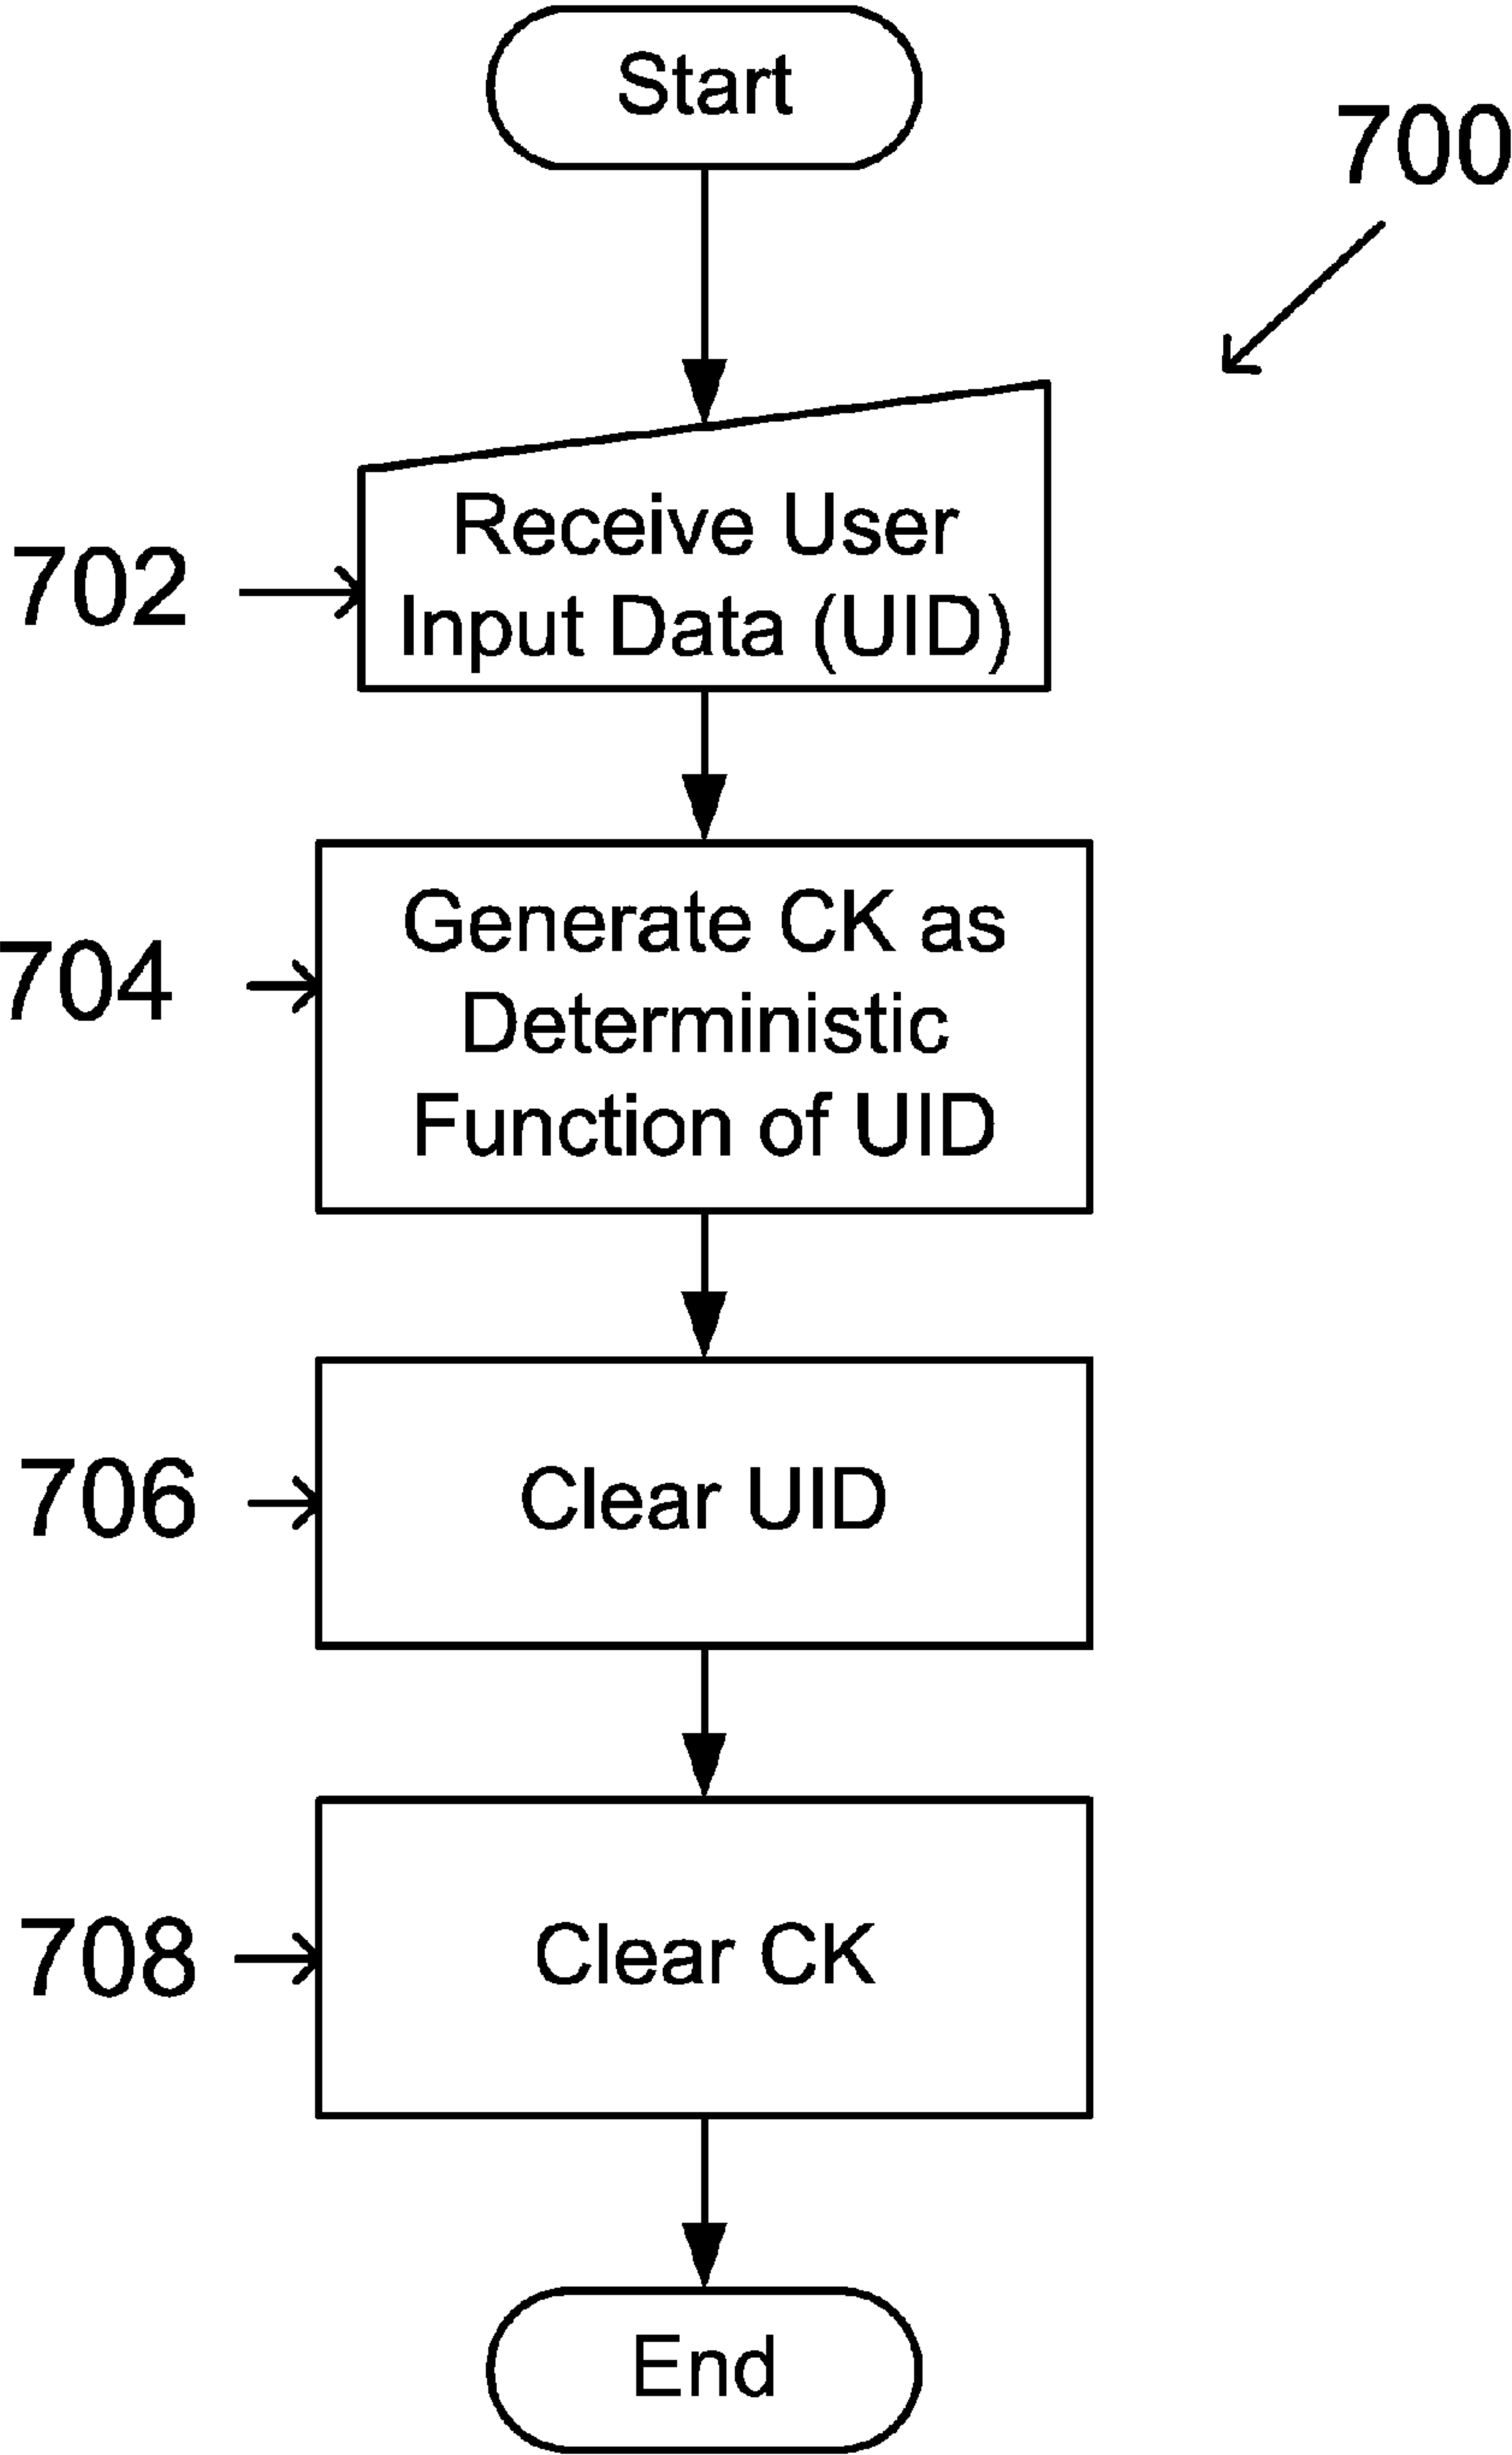 Start
700
702
Receive User
Input Data (UID)
704
Generate CK as
Deterministic
Function of UID
706
Clear UID
708
Clear CK
End